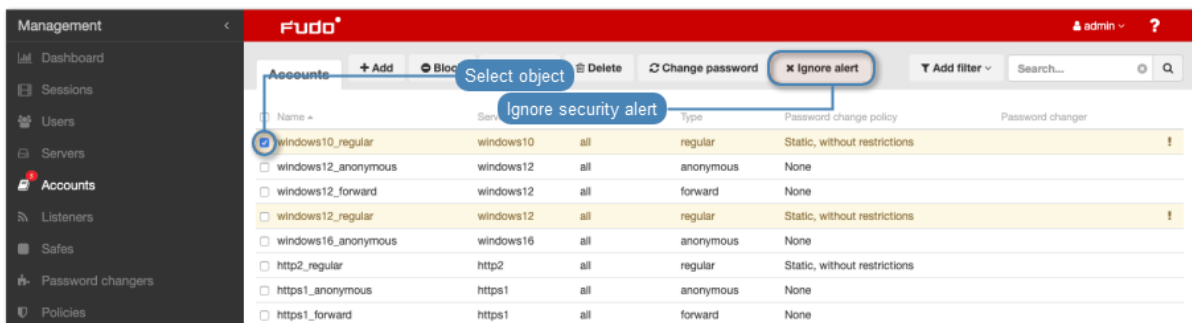 Management < FUDO admin ?
Dashboard
Accounts + Add Bloc Delete Change password × Ignore alert Add filter Search...
Select object
Sessions
Ignore security alert
Users
Name Serv Type Password change policy Password changer
Servers
windows10_regular windows10 all regular Static, without restrictions !
windows12_anonymous windows12 all anonymous None
3
Accounts
windows12_forward windows12 all forward None
Listeners
windows12_regular windows12 all regular Static, without restrictions !
Safes
windows16_anonymous windows16 all anonymous None
http2_regular http2 all regular Static, without restrictions
Password changers
https1_anonymous https1 all anonymous None
Policies
https1_forward https1 all forward None